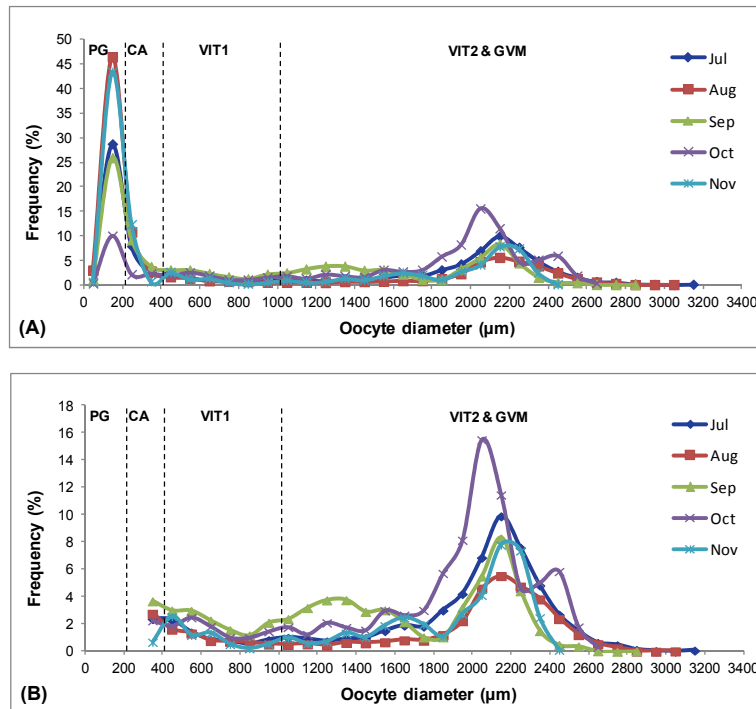 PG CA VIT1 VIT2 & GVM
50
45
40
35
30
25
20
15
10
5
0
Frequency (%)
Jul
Aug
Sep
Oct
Nov
0 200 400 600 800 1000 1200 1400 1600 1800 2000 2200 2400 2600 2800 3000 3200 3400
Oocyte diameter (µm)
(A)
PG CA VIT1 VIT2 & GVM
18
16
14
12
10
8
6
4
2
0
Frequency (%)
Jul
Aug
Sep
Oct
Nov
0 200 400 600 800 1000 1200 1400 1600 1800 2000 2200 2400 2600 2800 3000 3200 3400
Oocyte diameter (µm)
(B)